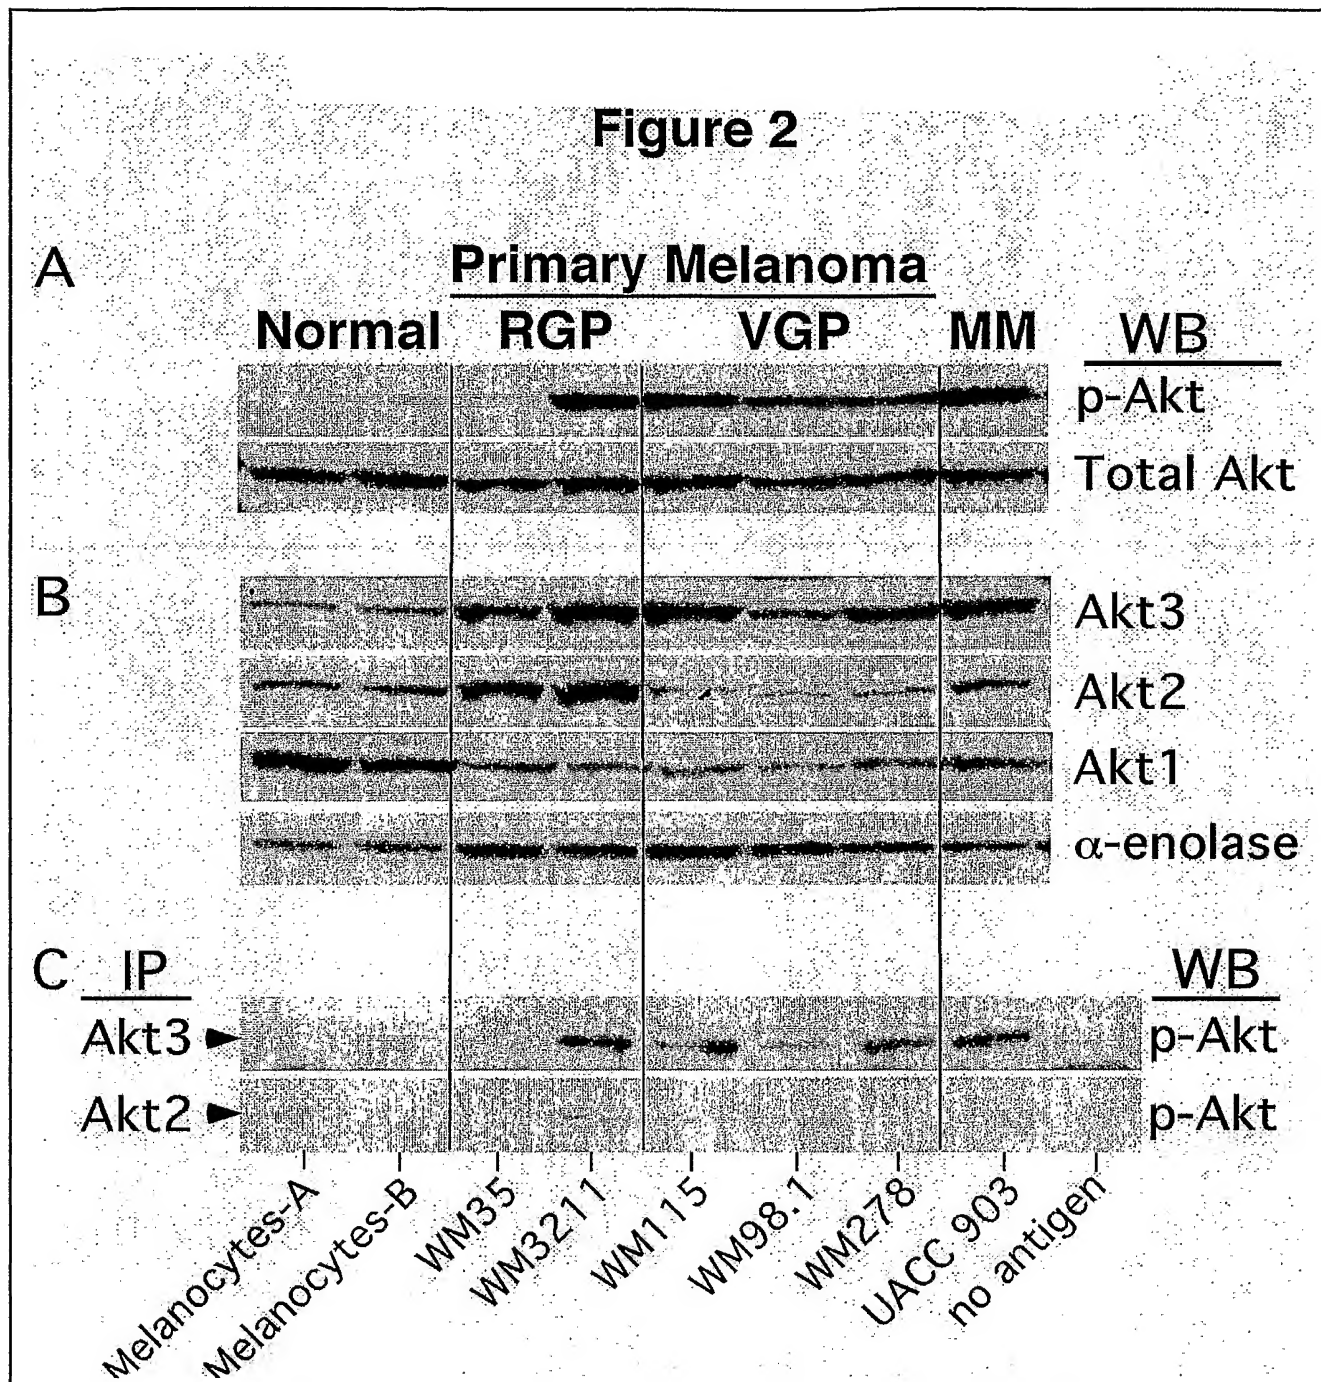 Figure 2
A
Primary Melanoma
Normal RGP VGP MM WB
p-Akt
Total Akt
B
Akt3
Akt2
Akt1
α-enolase
C IP WB
Akt3 p-Akt
Akt2 p-Akt
Melanocytes-A
Melanocytes-B
WM35
WM3211
WM115
WM98.1
WM278
UACC 903
no antigen